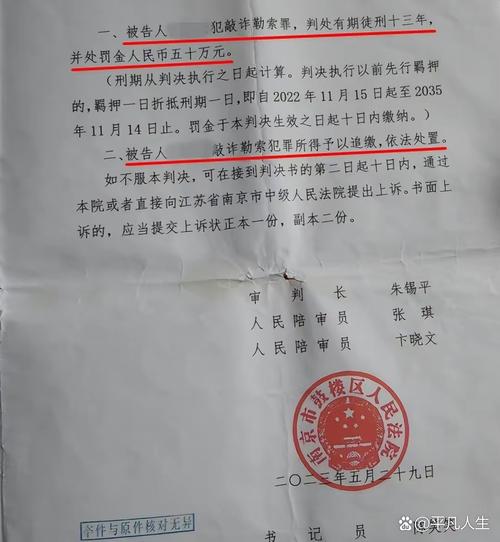 一、被告人 犯敲诈勒索罪，判处有期徒刑十三年，
并处罚金人民币五十万元。
（刑期从判决执行之日起计算。判决执行以前先行羁押
的，羁押一日折抵刑期一日，即自2022年11月15日起至2035
年11月14日止。罚金于本判决生效之日起十日内缴纳。）
二、被告人 敲诈勒索犯罪所得予以追缴，依法处置。
如不服本判决，可在接到判决书的第二日起十日内，通过
本院或者直接向江苏省南京市中级人民法院提出上诉。书面上
诉的，应当提交上诉状正本一份，副本二份。
审判长 朱锡平
人民陪审员 张琪
人民陪审员 卞晓文
南京市鼓楼区人民法院
二〇二三年五月二十九日
本件与原件核对无异
书记员
平凡人生